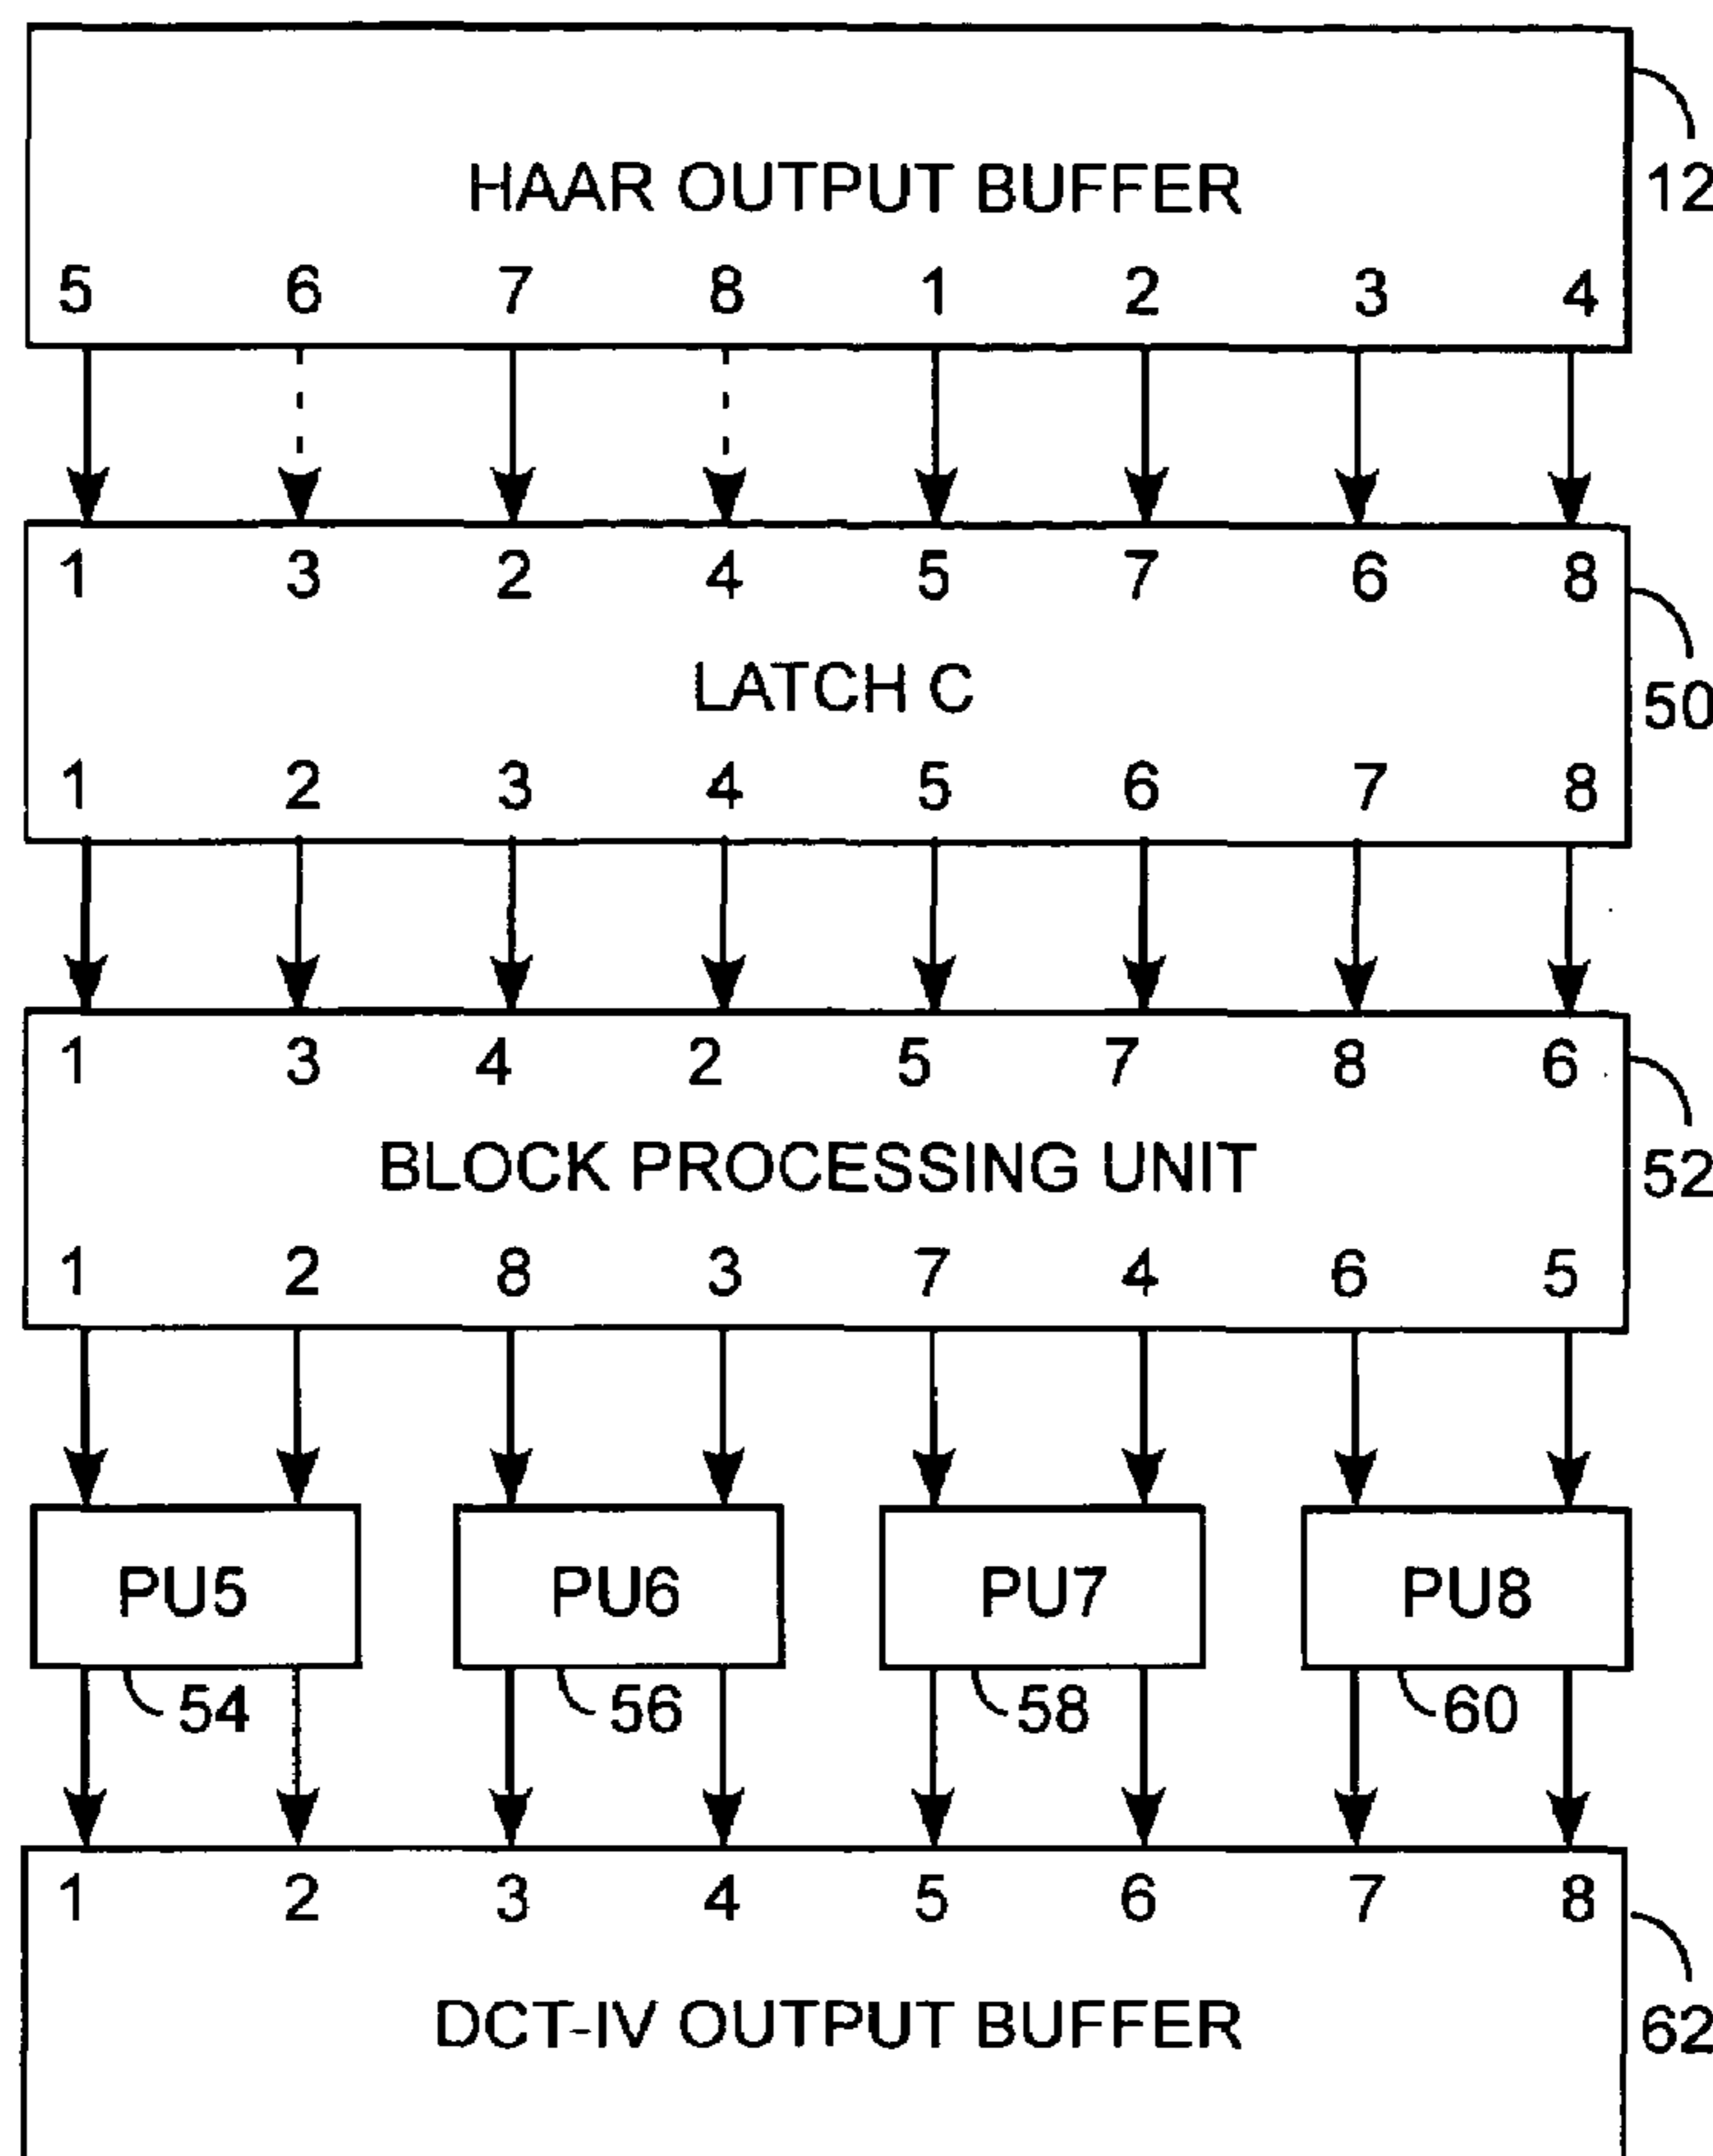 HAAR OUTPUT BUFFER
12
5 6 7 8 1 2 3 4
1 3 2 4 5 7 6 8
LATCH C
50
1 2 3 4 5 6 7 8
1 3 4 2 5 7 8 6
BLOCK PROCESSING UNIT
52
1 2 8 3 7 4 6 5
PU5 PU6 PU7 PU8
54 56 58 60
1 2 3 4 5 6 7 8
DCT-IV OUTPUT BUFFER
62